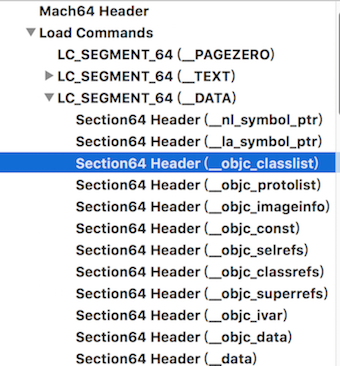 Mach64 Header
Load Commands
LC_SEGMENT_64 (__PAGEZERO)
LC_SEGMENT_64 (__TEXT)
LC_SEGMENT_64 (__DATA)
Section64 Header (__nl_symbol_ptr)
Section64 Header (__la_symbol_ptr)
Section64 Header (__objc_classlist)
Section64 Header (__objc_protolist)
Section64 Header (__objc_imageinfo)
Section64 Header (__objc_const)
Section64 Header (__objc_selrefs)
Section64 Header (__objc_classrefs)
Section64 Header (__objc_superrefs)
Section64 Header (__objc_ivar)
Section64 Header (__objc_data)
Section64 Header (__data)